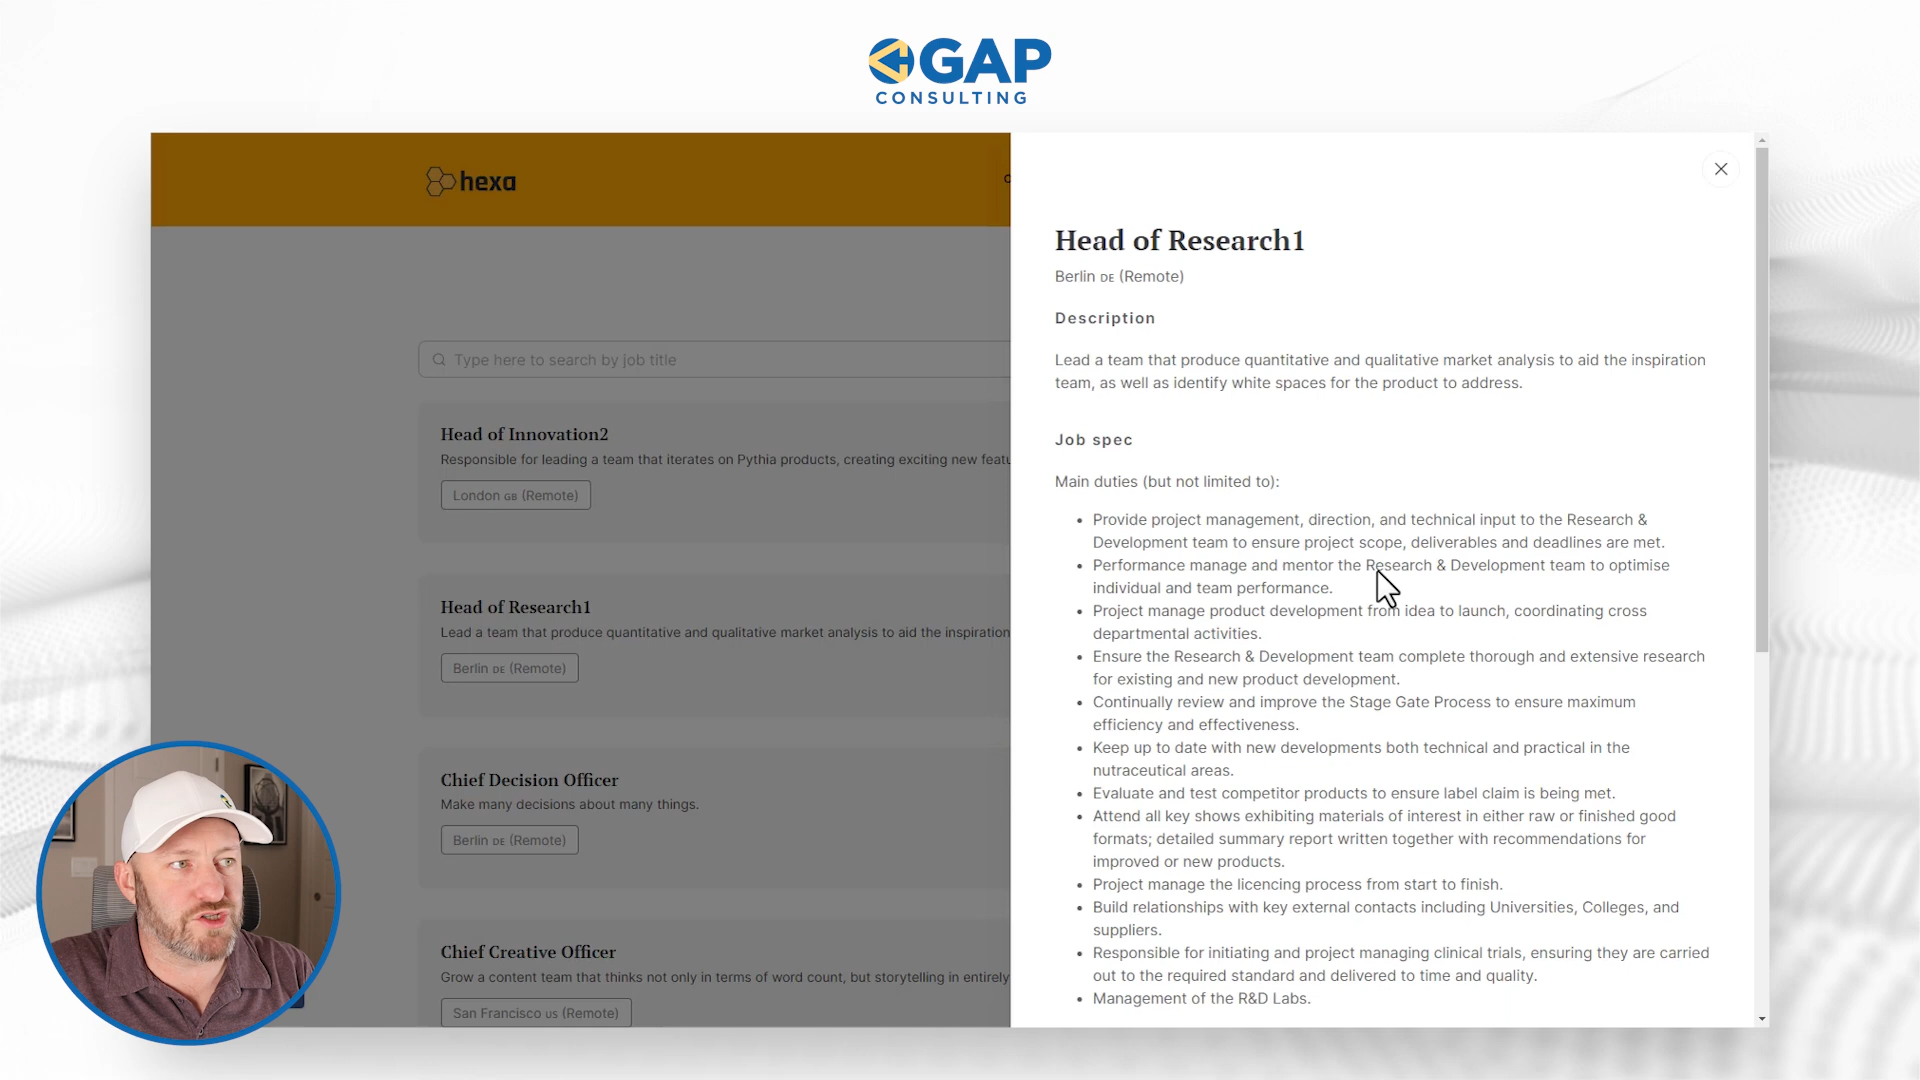 GAP
CONSULTING
hexa
Type here to search by job title
Head of Innovation2
Responsible for leading a team that iterates on Pythia products, creating exciting new
London GB (Remote)
Head of Research1
Lead a team that produce quantitative and qualitative market analysis to aid the inspiration
Berlin DE (Remote)
Chief Decision Officer
Make many decisions about many things.
Berlin DE (Remote)
Chief Creative Officer
Grow a content team that thinks not only in terms of word count, but storytelling in entirely
San Francisco US (Remote)
Head of Research1
Berlin DE (Remote)
Description
Lead a team that produce quantitative and qualitative market analysis to aid the inspiration
team, as well as identify white spaces for the product to address.
Job spec
Main duties (but not limited to):
• Provide project management, direction, and technical input to the Research &
Development team to ensure project scope, deliverables and deadlines are met.
• Performance manage and mentor the Research & Development team to optimise
individual and team performance.
• Project manage product development from idea to launch, coordinating cross
departmental activities.
• Ensure the Research & Development team complete thorough and extensive research
for existing and new product development.
• Continually review and improve the Stage Gate Process to ensure maximum
efficiency and effectiveness.
• Keep up to date with new developments both technical and practical in the
nutraceutical areas.
• Evaluate and test competitor products to ensure label claim is being met.
• Attend all key shows exhibiting materials of interest in either raw or finished good
formats; detailed summary report written together with recommendations for
improved or new products.
• Project manage the licencing process from start to finish.
• Build relationships with key external contacts including Universities, Colleges, and
suppliers.
• Responsible for initiating and project managing clinical trials, ensuring they are carried
out to the required standard and delivered to time and quality.
• Management of the R&D Labs.